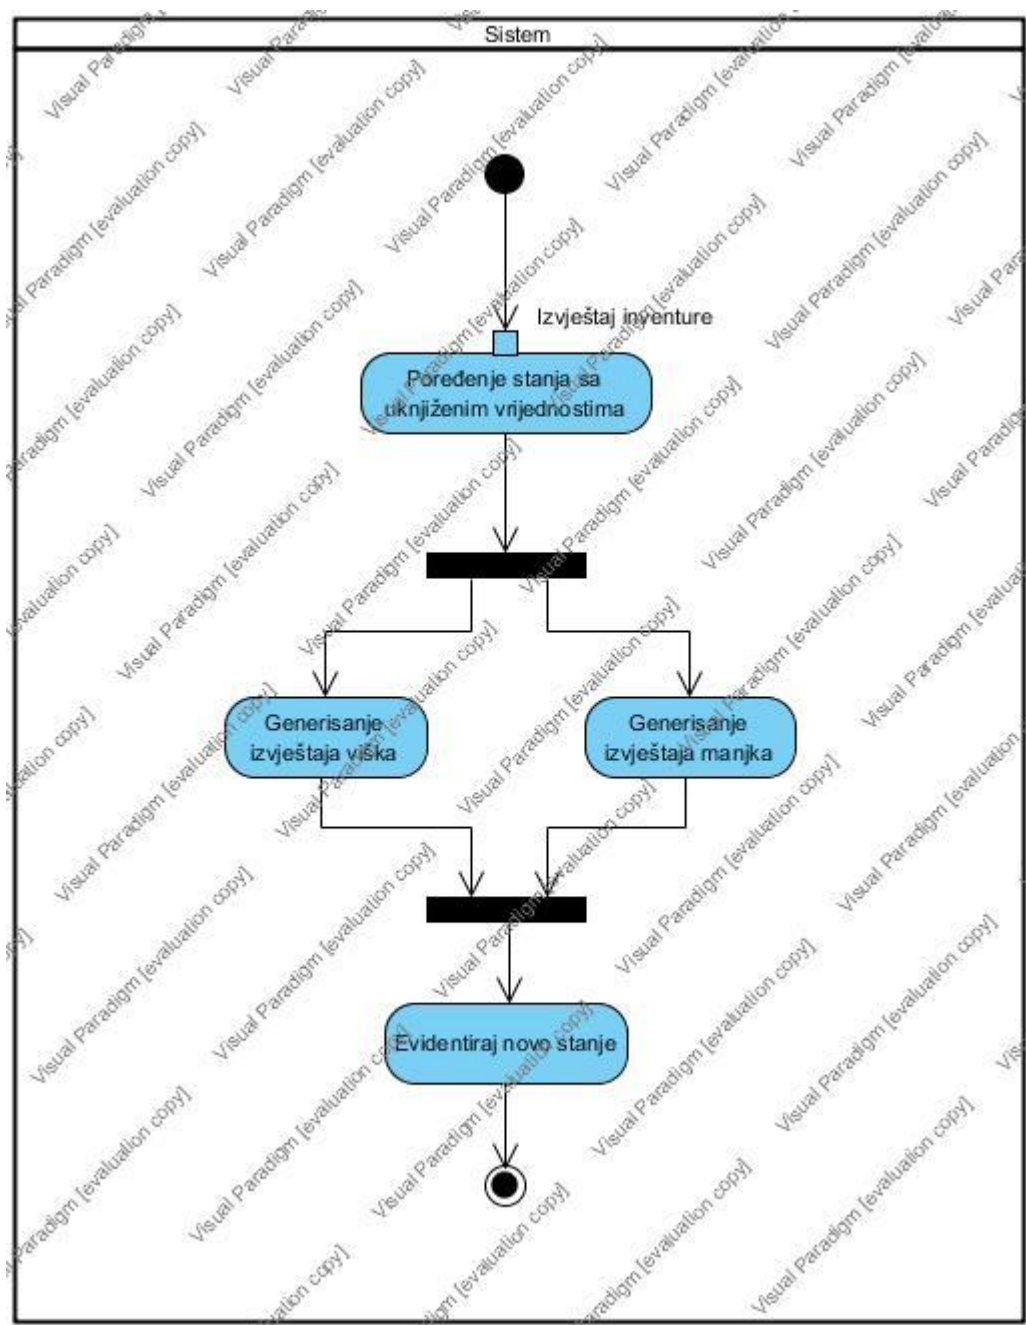 Sistem
Izvještaj inventure
Poređenje stanja sa
uknjiženim vrijednostima
Generisanje
izvještaja viška
Generisanje
izvještaja manjka
Evidentiraj novo stanje
Visual Paradigm [evaluation copy]